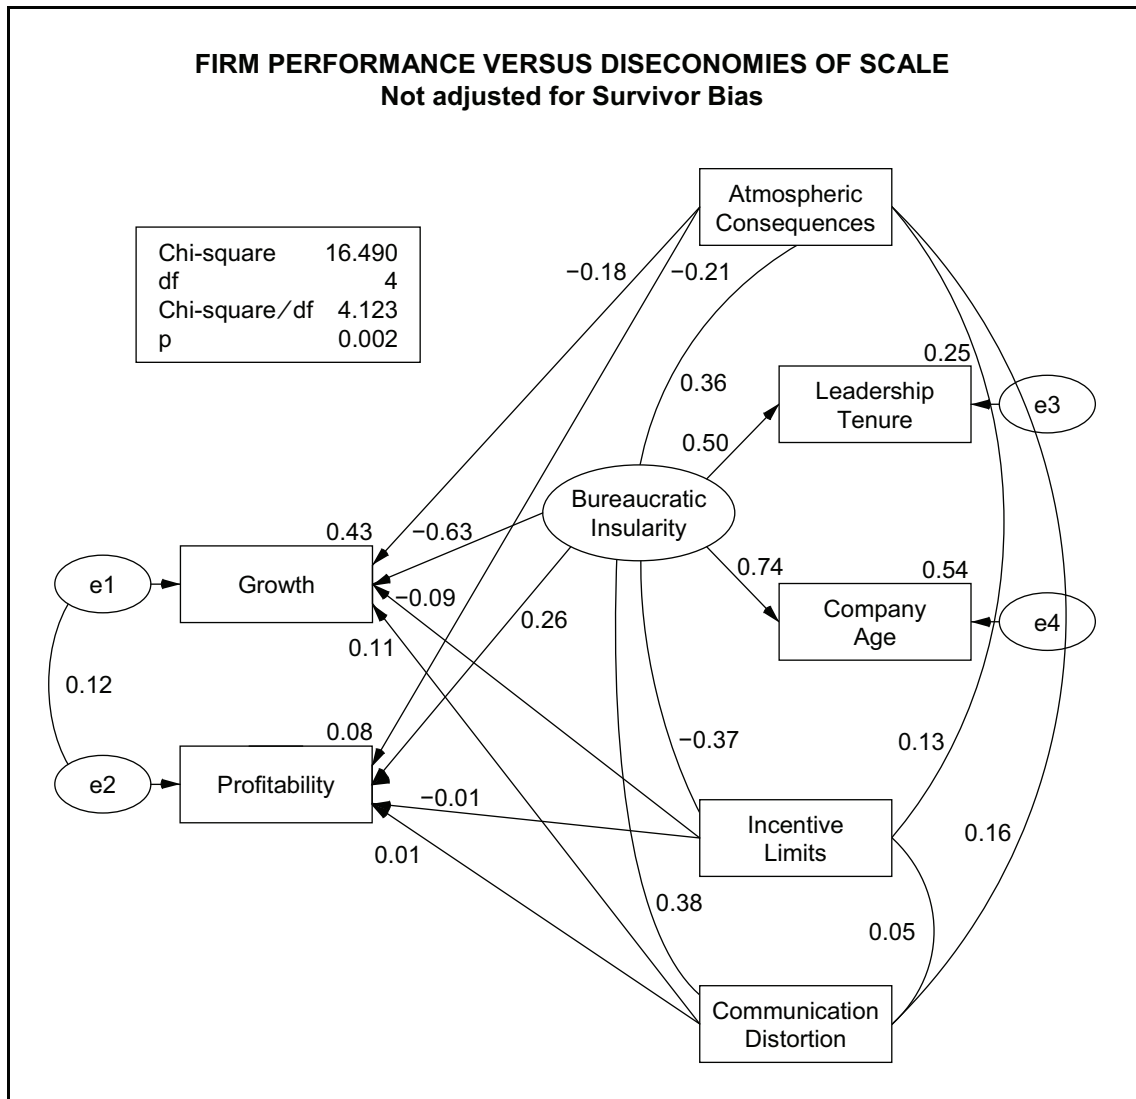 FIRM PERFORMANCE VERSUS DISECONOMIES OF SCALE
Not adjusted for Survivor Bias
Atmospheric
Consequences
Chi-square 16.490
df 4
Chi-square/df 4.123
p 0.002
−0.18
−0.21
0.36
0.25
Leadership
Tenure
e3
0.50
Bureaucratic
Insularity
0.43
−0.63
e1
Growth
0.74
0.54
Company
Age
e4
−0.09
0.26
0.11
0.12
0.08
−0.37
0.13
e2
Profitability
−0.01
Incentive
Limits
0.16
0.01
0.38
0.05
Communication
Distortion